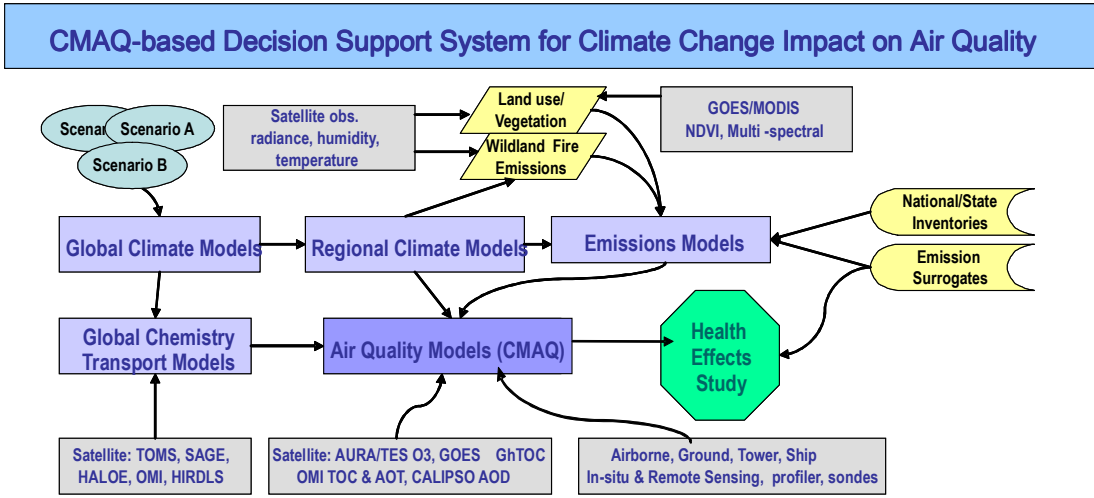 CMAQ-based Decision Support System for Climate Change Impact on Air Quality
Scenario A
Scenario B
Satellite obs.
radiance, humidity,
temperature
Land use/
Vegetation
Wildland Fire
Emissions
GOES/MODIS
NDVI, Multi -spectral
National/State
Inventories
Emission
Surrogates
Global Climate Models
Regional Climate Models
Emissions Models
Global Chemistry
Transport Models
Air Quality Models (CMAQ)
Health
Effects
Study
Satellite: TOMS, SAGE,
HALOE, OMI, HIRDLS
Satellite: AURA/TES O3, GOES GhTOC
OMI TOC & AOT, CALIPSO AOD
Airborne, Ground, Tower, Ship
In-situ & Remote Sensing, profiler, sondes